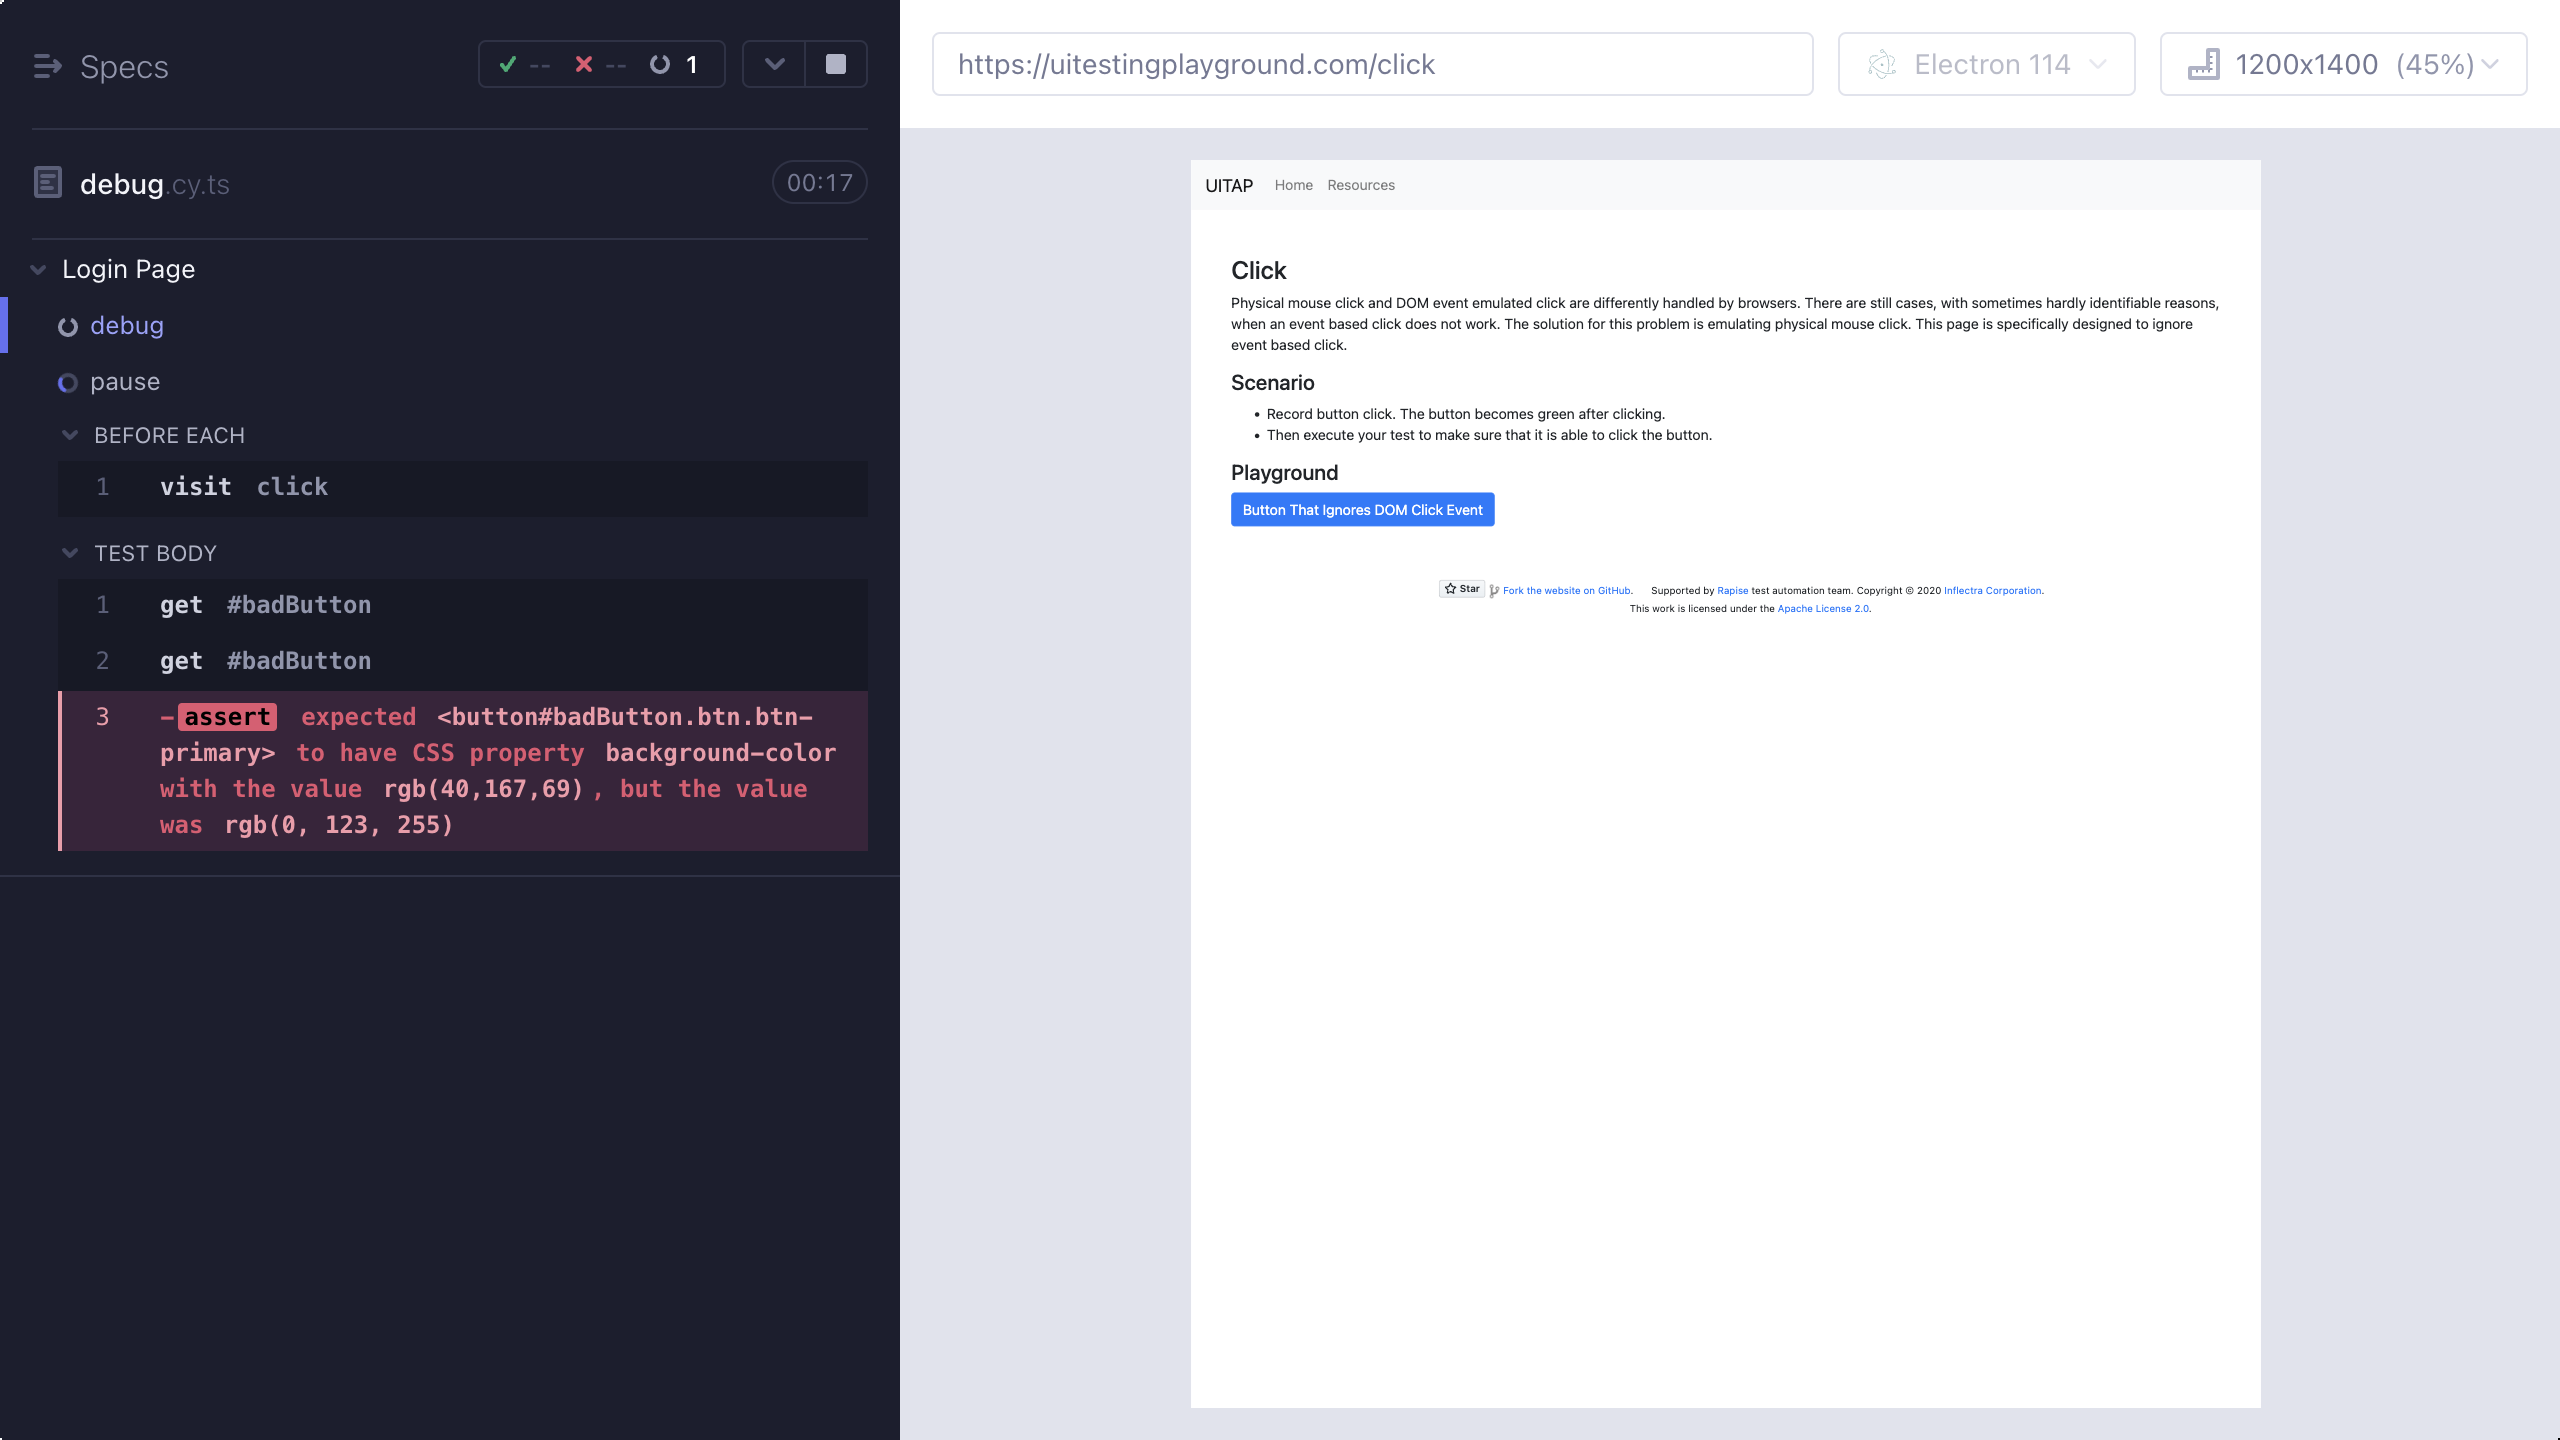 Specs
-- -- 1
debug.cy.ts
00:17
Login Page
debug
pause
BEFORE EACH
1 visit click
TEST BODY
1 get #badButton
2 get #badButton
3 -assert expected <button#badButton.btn.btn-
primary> to have CSS property background-color
with the value rgb(40,167,69), but the value
was rgb(0, 123, 255)
https://uitestingplayground.com/click
Electron 114
1200x1400 (45%)
UITAP Home Resources
Click
Physical mouse click and DOM event emulated click are differently handled by browsers. There are still cases, with sometimes hardly identifiable reasons,
when an event based click does not work. The solution for this problem is emulating physical mouse click. This page is specifically designed to ignore
event based click.
Scenario
• Record button click. The button becomes green after clicking.
• Then execute your test to make sure that it is able to click the button.
Playground
Button That Ignores DOM Click Event
Star Fork the website on GitHub. Supported by Rapise test automation team. Copyright © 2020 Inflectra Corporation.
This work is licensed under the Apache License 2.0.